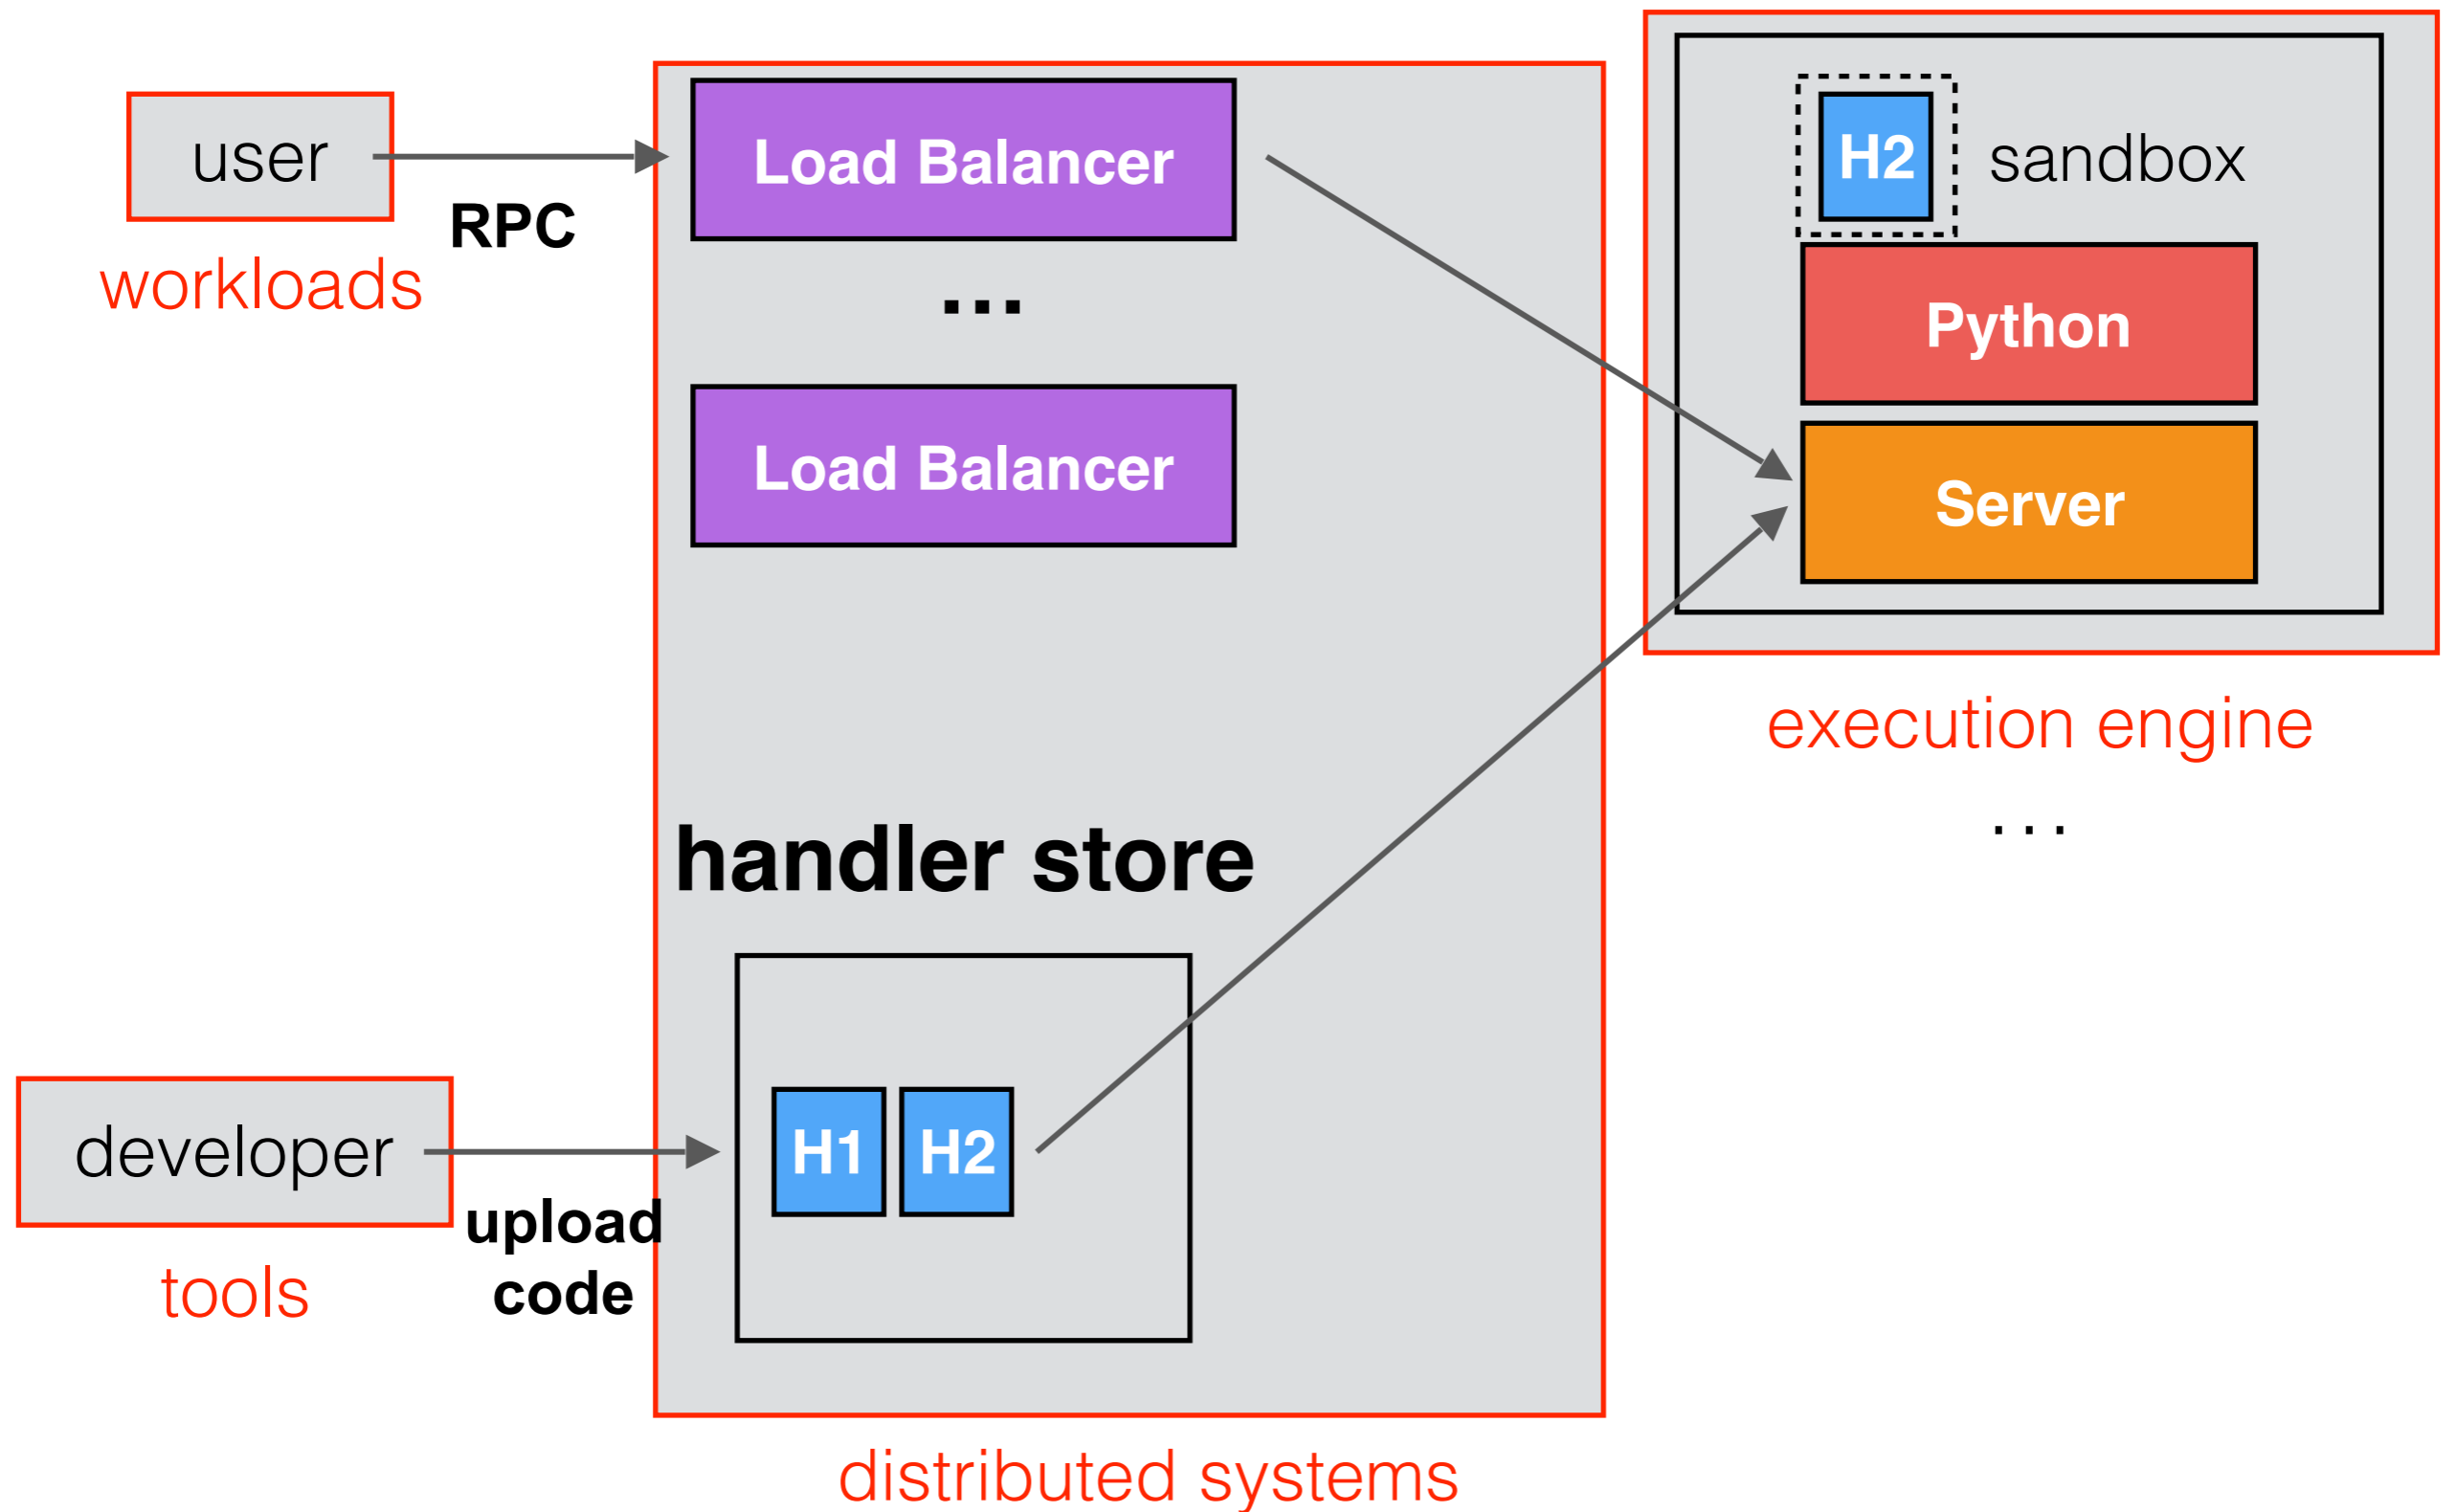 user
workloads
RPC
Load Balancer
...
Load Balancer
handler store
H1
H2
developer
tools
upload
code
distributed systems
H2
sandbox
Python
Server
execution engine
...